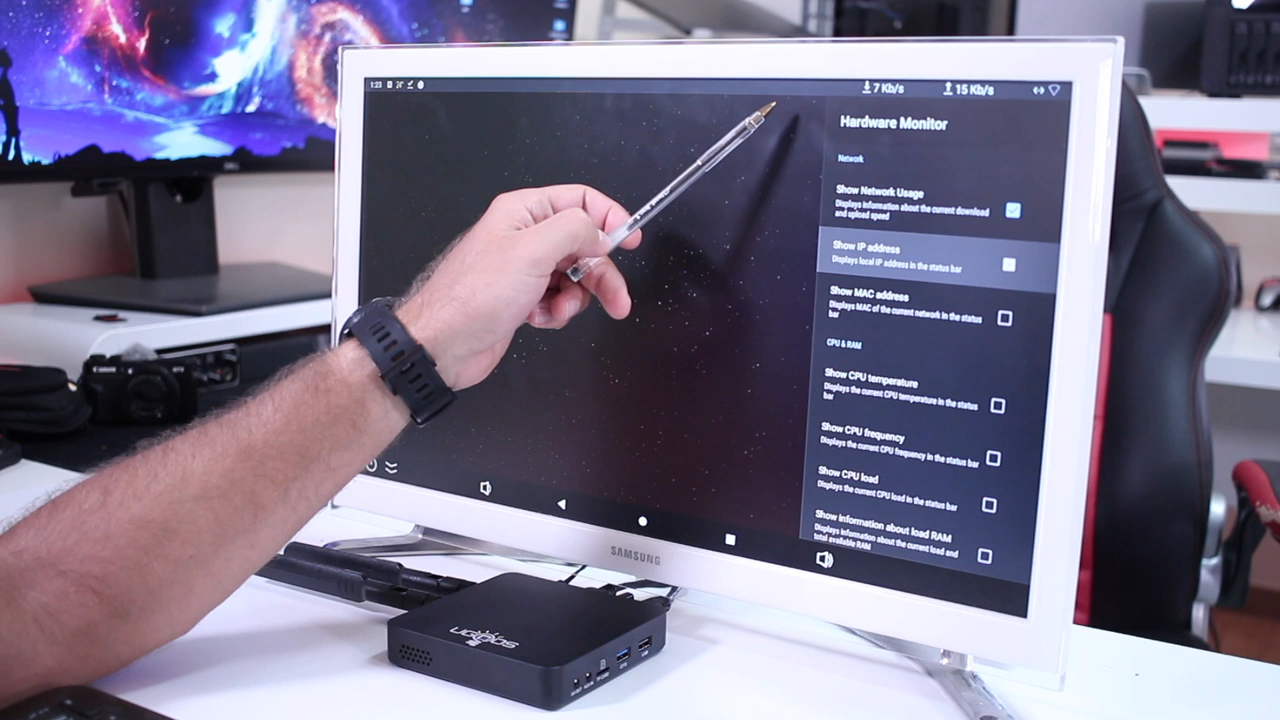 1:23
7 Kb/s
15 Kb/s
Hardware Monitor
Network
Show Network Usage
Displays information about the current download
and upload speed
Show IP address
Displays local IP address in the status bar
Show MAC address
Displays MAC of the current network in the status
bar
CPU & RAM
Show CPU temperature
Displays the current CPU temperature in the status
bar
Show CPU frequency
Displays the current CPU frequency in the status bar
Show CPU load
Displays the current CPU load in the status bar
Show information about load RAM
Displays information about the current load and
total available RAM
SAMSUNG
ugoos
Canon